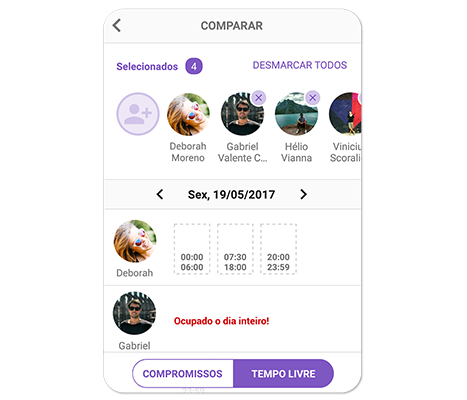 COMPARAR
Selecionados 4 DESMARCAR TODOS
Deborah
Moreno
Gabriel
Valente C...
Hélio
Vianna
Viniciu
Scorali
Sex, 19/05/2017
Deborah
00:00
06:00
07:30
18:00
20:00
23:59
Gabriel
Ocupado o dia inteiro!
COMPROMISSOS TEMPO LIVRE